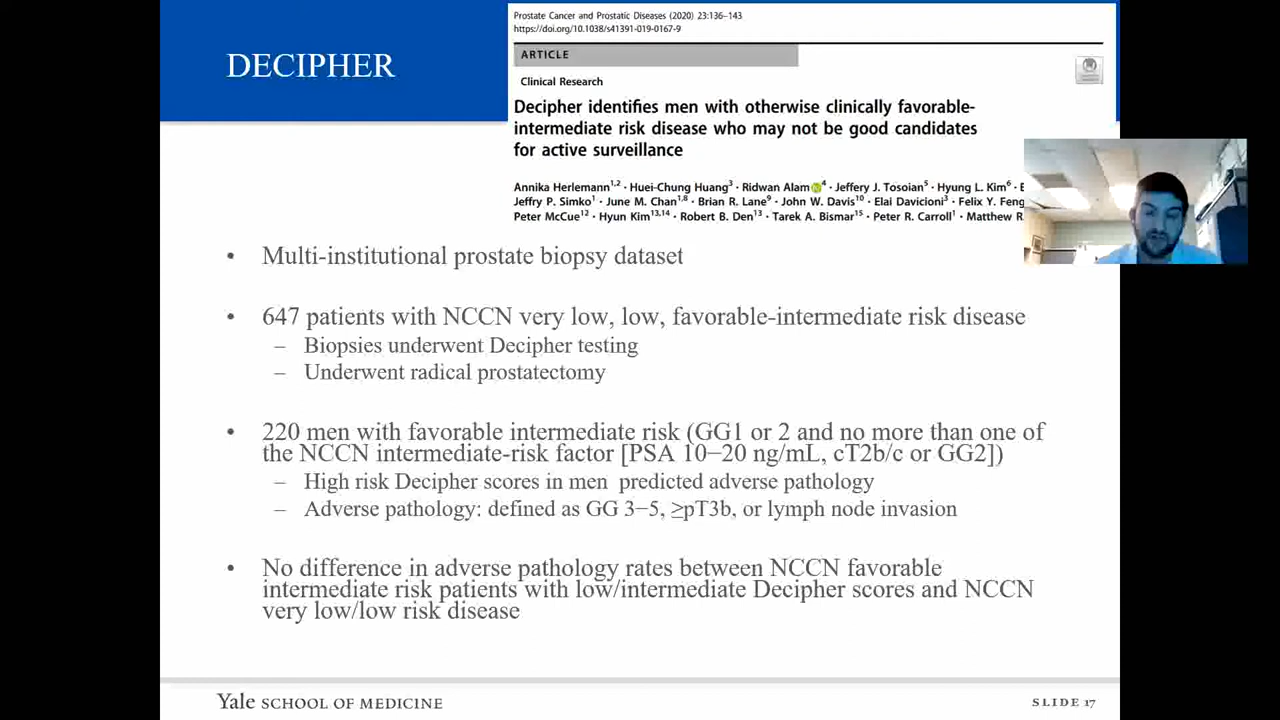 DECIPHER
Prostate Cancer and Prostatic Diseases (2020) 23:136–143
https://doi.org/10.1038/s41391-019-0167-9
ARTICLE
Clinical Research
Decipher identifies men with otherwise clinically favorable-
intermediate risk disease who may not be good candidates
for active surveillance
Annika Herlemann1,2 · Huei-Chung Huang3 · Ridwan Alam 4 · Jeffery J. Tosoian5 · Hyung L. Kim6 · E
Jeffry P. Simko1 · June M. Chan1,8 · Brian R. Lane9 · John W. Davis10 · Elai Davicioni3 · Felix Y. Feng
Peter McCue12 · Hyun Kim13,14 · Robert B. Den13 · Tarek A. Bismar15 · Peter R. Carroll1 · Matthew R.
• Multi-institutional prostate biopsy dataset
• 647 patients with NCCN very low, low, favorable-intermediate risk disease
– Biopsies underwent Decipher testing
– Underwent radical prostatectomy
• 220 men with favorable intermediate risk (GG1 or 2 and no more than one of
the NCCN intermediate-risk factor [PSA 10–20 ng/mL, cT2b/c or GG2])
– High risk Decipher scores in men predicted adverse pathology
– Adverse pathology: defined as GG 3–5, ≥pT3b, or lymph node invasion
• No difference in adverse pathology rates between NCCN favorable
intermediate risk patients with low/intermediate Decipher scores and NCCN
very low/low risk disease
Yale SCHOOL OF MEDICINE
SLIDE 17